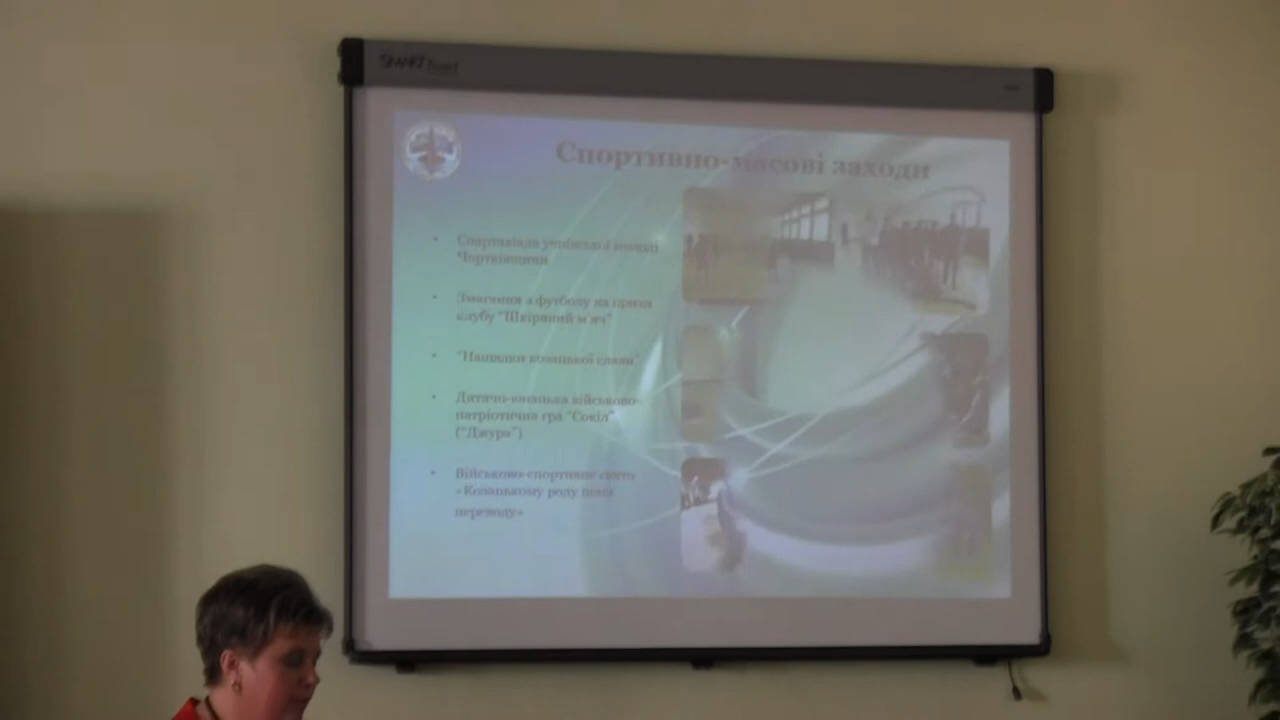 SMART Board
Спортивно-масові заходи
Спартакіада учнівської молоді
Чортківщини
Змагання з футболу на призи
клубу "Шкіряний м'яч"
"Нащадки козацької слави"
Дитячо-юнацька військово-
патріотична гра "Сокіл"
("Джура")
Військово-спортивне свято
«Козацькому роду нема
переводу»